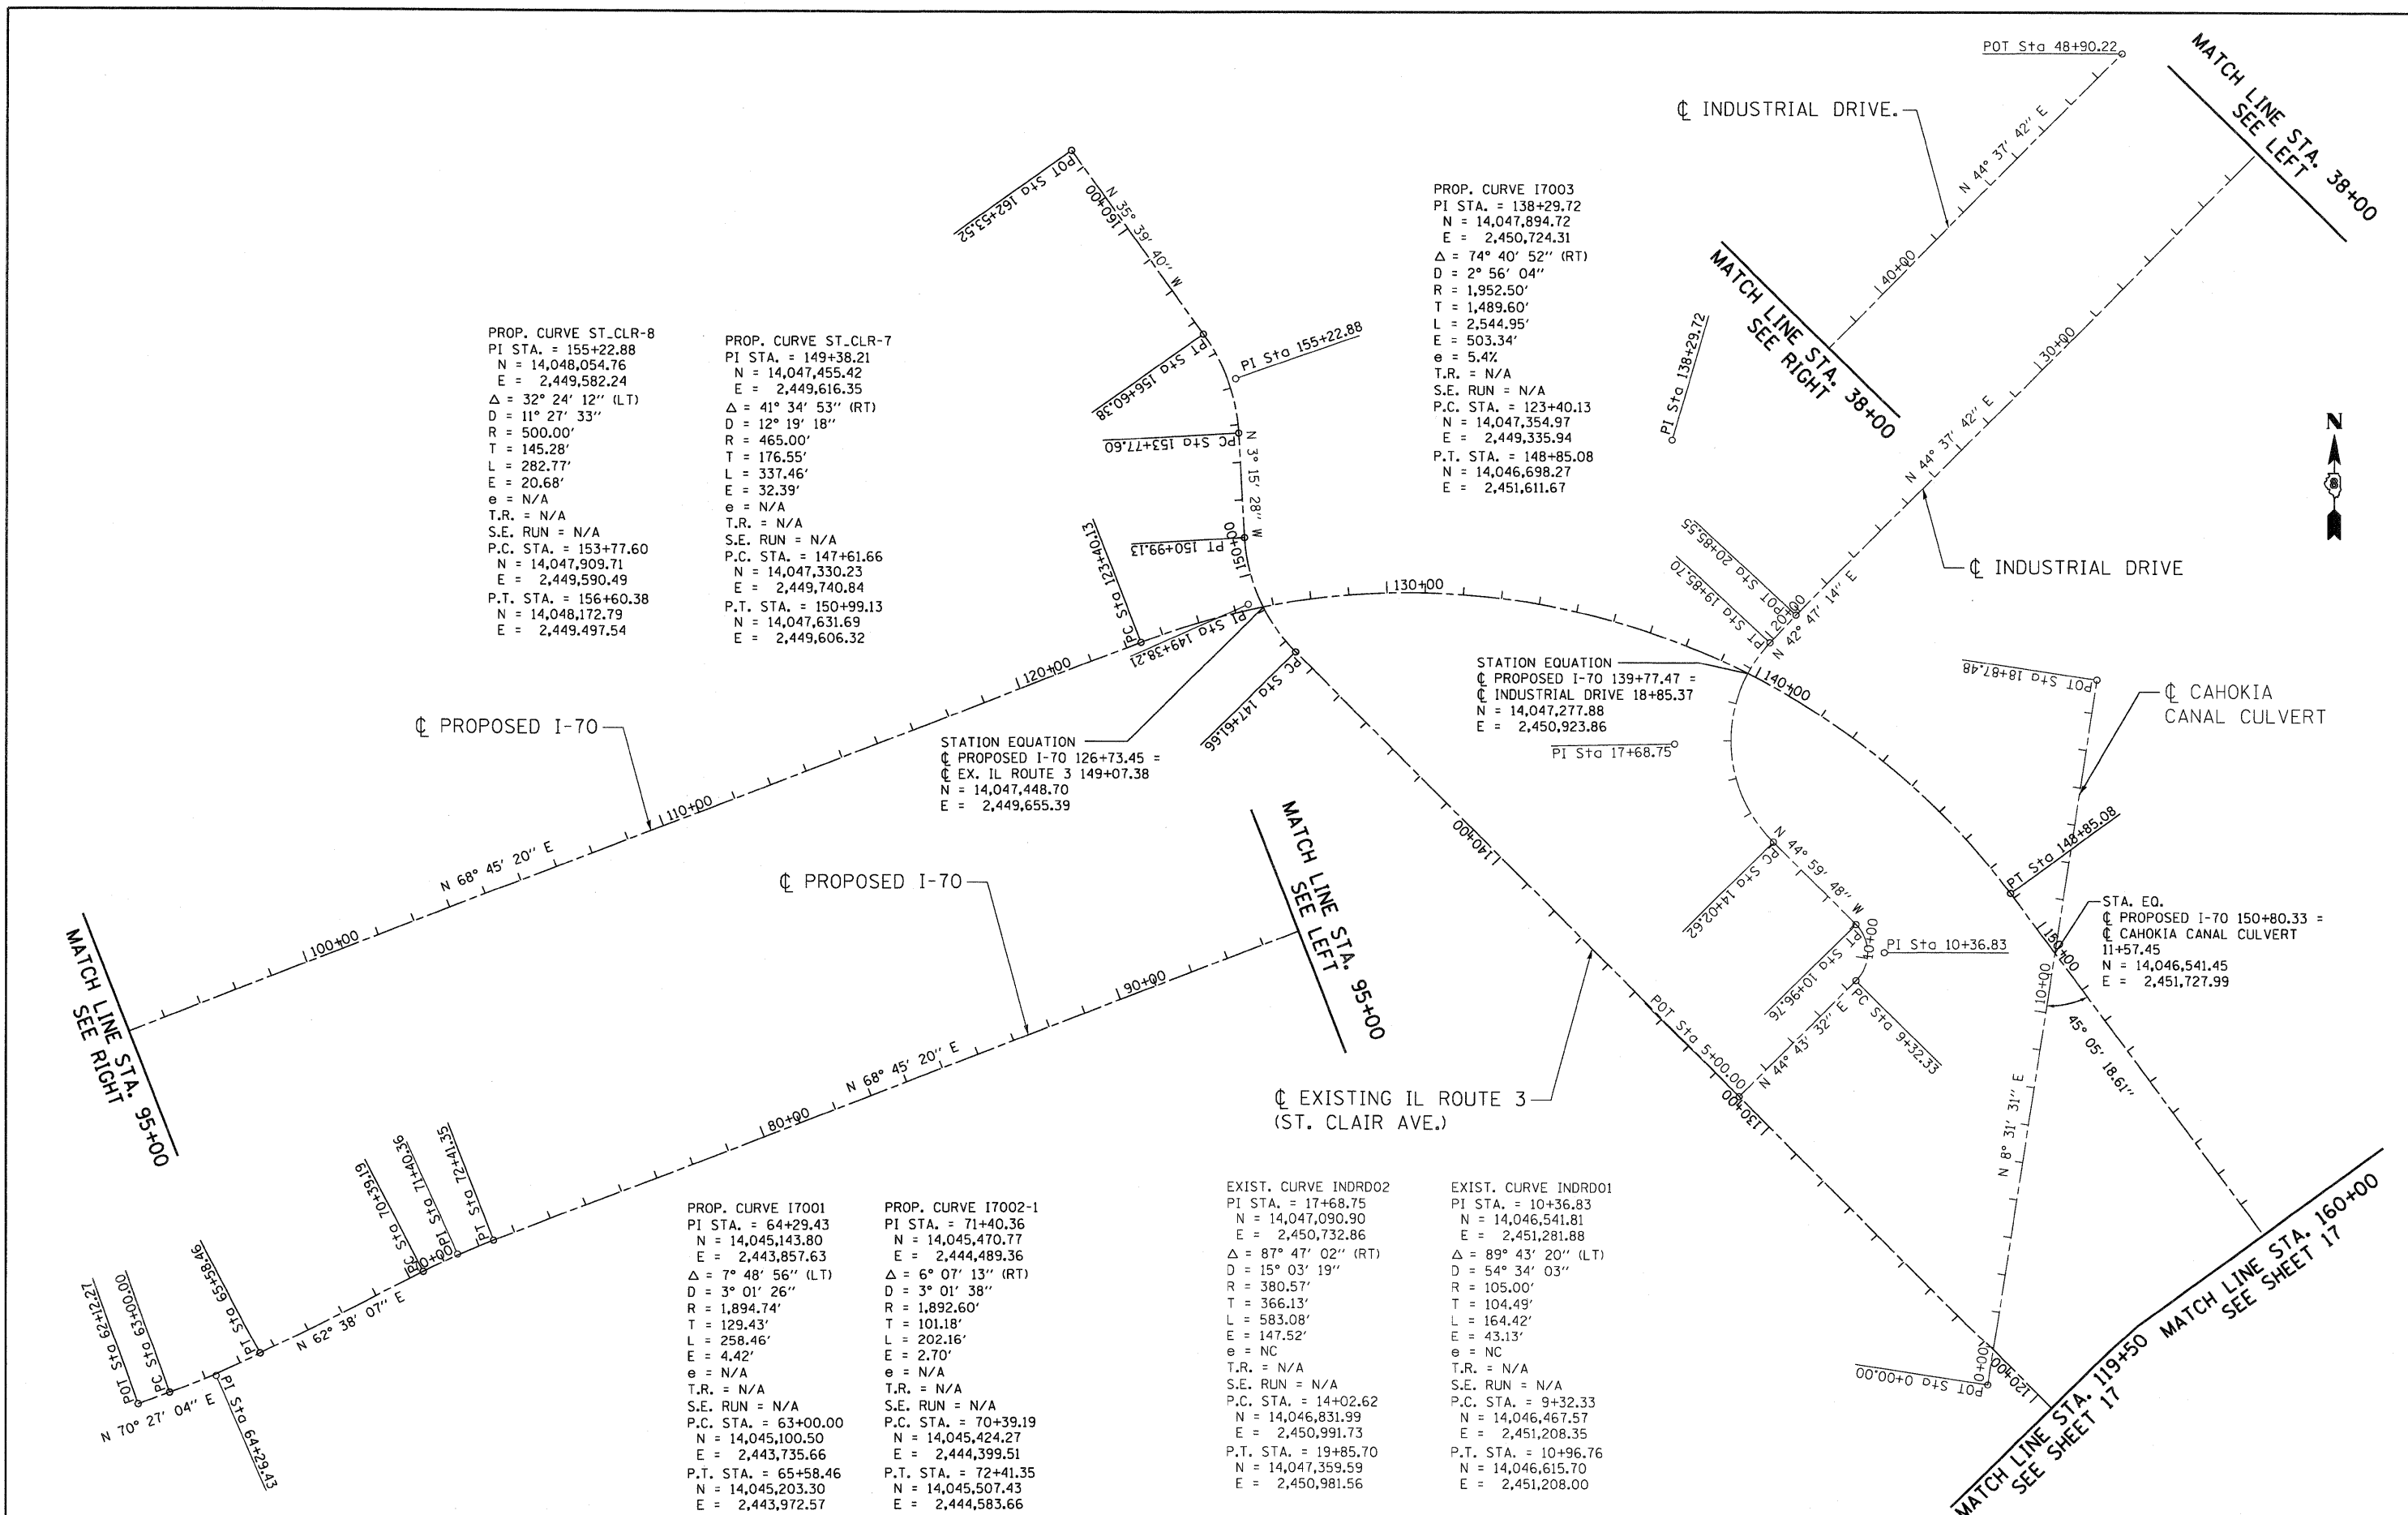 POT Sta 48+90.22
MATCH LINE STA. 38+00
SEE LEFT
℄ INDUSTRIAL DRIVE.
N 44° 37' 42" E
40+00
MATCH LINE STA. 38+00
SEE RIGHT
30+00
N 44° 37' 42" E
℄ INDUSTRIAL DRIVE
N
POT Sta 162+53.52
160+00
N 35° 39' 40" W
PT Sta 156+60.38
PI Sta 155+22.88
PC Sta 153+77.60
N 3° 15' 28" W
PT 150+99.13
150+00
PC Sta 123+40.13
PI Sta 149+38.21
PC Sta 147+61.66
PROP. CURVE ST_CLR-8
PI STA. = 155+22.88
N = 14,048,054.76
E = 2,449,582.24
Δ = 32° 24' 12" (LT)
D = 11° 27' 33"
R = 500.00'
T = 145.28'
L = 282.77'
E = 20.68'
e = N/A
T.R. = N/A
S.E. RUN = N/A
P.C. STA. = 153+77.60
N = 14,047,909.71
E = 2,449,590.49
P.T. STA. = 156+60.38
N = 14,048,172.79
E = 2,449,497.54
PROP. CURVE ST_CLR-7
PI STA. = 149+38.21
N = 14,047,455.42
E = 2,449,616.35
Δ = 41° 34' 53" (RT)
D = 12° 19' 18"
R = 465.00'
T = 176.55'
L = 337.46'
E = 32.39'
e = N/A
T.R. = N/A
S.E. RUN = N/A
P.C. STA. = 147+61.66
N = 14,047,330.23
E = 2,449,740.84
P.T. STA. = 150+99.13
N = 14,047,631.69
E = 2,449,606.32
PROP. CURVE I7003
PI STA. = 138+29.72
N = 14,047,894.72
E = 2,450,724.31
Δ = 74° 40' 52" (RT)
D = 2° 56' 04"
R = 1,952.50'
T = 1,489.60'
L = 2,544.95'
E = 503.34'
e = 5.4%
T.R. = N/A
S.E. RUN = N/A
P.C. STA. = 123+40.13
N = 14,047,354.97
E = 2,449,335.94
P.T. STA. = 148+85.08
N = 14,046,698.27
E = 2,451,611.67
PI Sta 138+29.72
POT Sta 20+85.55
PT Sta 19+85.70
20+00
N 42° 47' 14" E
130+00
140+00
120+00
110+00
100+00
℄ PROPOSED I-70
N 68° 45' 20" E
STATION EQUATION
℄ PROPOSED I-70 126+73.45 =
℄ EX. IL ROUTE 3 149+07.38
N = 14,047,448.70
E = 2,449,655.39
STATION EQUATION
℄ PROPOSED I-70 139+77.47 =
℄ INDUSTRIAL DRIVE 18+85.37
N = 14,047,277.88
E = 2,450,923.86
PI Sta 17+68.75
POT Sta 18+87.48
℄ CAHOKIA
CANAL CULVERT
PT Sta 148+85.08
STA. EQ.
℄ PROPOSED I-70 150+80.33 =
℄ CAHOKIA CANAL CULVERT
11+57.45
N = 14,046,541.45
E = 2,451,727.99
150+00
10+00
45° 05' 18.61"
N 8° 31' 31" E
140+00
PC Sta 14+02.62
N 44° 59' 48" W
PT Sta 10+96.76
10+00
PI Sta 10+36.83
PC Sta 9+32.33
N 44° 43' 32" E
POT Sta 5+00.00
130+00
℄ EXISTING IL ROUTE 3
(ST. CLAIR AVE.)
MATCH LINE STA. 95+00
SEE RIGHT
℄ PROPOSED I-70
MATCH LINE STA. 95+00
SEE LEFT
90+00
N 68° 45' 20" E
80+00
PT Sta 72+41.35
PI Sta 71+40.36
PC Sta 70+39.19
PT Sta 65+58.46
PC Sta 63+00.00
POT Sta 62+12.27
N 62° 38' 07" E
N 70° 27' 04" E
PI Sta 64+29.43
PROP. CURVE I7001
PI STA. = 64+29.43
N = 14,045,143.80
E = 2,443,857.63
Δ = 7° 48' 56" (LT)
D = 3° 01' 26"
R = 1,894.74'
T = 129.43'
L = 258.46'
E = 4.42'
e = N/A
T.R. = N/A
S.E. RUN = N/A
P.C. STA. = 63+00.00
N = 14,045,100.50
E = 2,443,735.66
P.T. STA. = 65+58.46
N = 14,045,203.30
E = 2,443,972.57
PROP. CURVE I7002-1
PI STA. = 71+40.36
N = 14,045,470.77
E = 2,444,489.36
Δ = 6° 07' 13" (RT)
D = 3° 01' 38"
R = 1,892.60'
T = 101.18'
L = 202.16'
E = 2.70'
e = N/A
T.R. = N/A
S.E. RUN = N/A
P.C. STA. = 70+39.19
N = 14,045,424.27
E = 2,444,399.51
P.T. STA. = 72+41.35
N = 14,045,507.43
E = 2,444,583.66
EXIST. CURVE INDRD02
PI STA. = 17+68.75
N = 14,047,090.90
E = 2,450,732.86
Δ = 87° 47' 02" (RT)
D = 15° 03' 19"
R = 380.57'
T = 366.13'
L = 583.08'
E = 147.52'
e = NC
T.R. = N/A
S.E. RUN = N/A
P.C. STA. = 14+02.62
N = 14,046,831.99
E = 2,450,991.73
P.T. STA. = 19+85.70
N = 14,047,359.59
E = 2,450,981.56
EXIST. CURVE INDRD01
PI STA. = 10+36.83
N = 14,046,541.81
E = 2,451,281.88
Δ = 89° 43' 20" (LT)
D = 54° 34' 03"
R = 105.00'
T = 104.49'
L = 164.42'
E = 43.13'
e = NC
T.R. = N/A
S.E. RUN = N/A
P.C. STA. = 9+32.33
N = 14,046,467.57
E = 2,451,208.35
P.T. STA. = 10+96.76
N = 14,046,615.70
E = 2,451,208.00
POT Sta 0+00.00
0+00
120+00
MATCH LINE STA. 119+50
SEE SHEET 17
MATCH LINE STA. 160+00
SEE SHEET 17